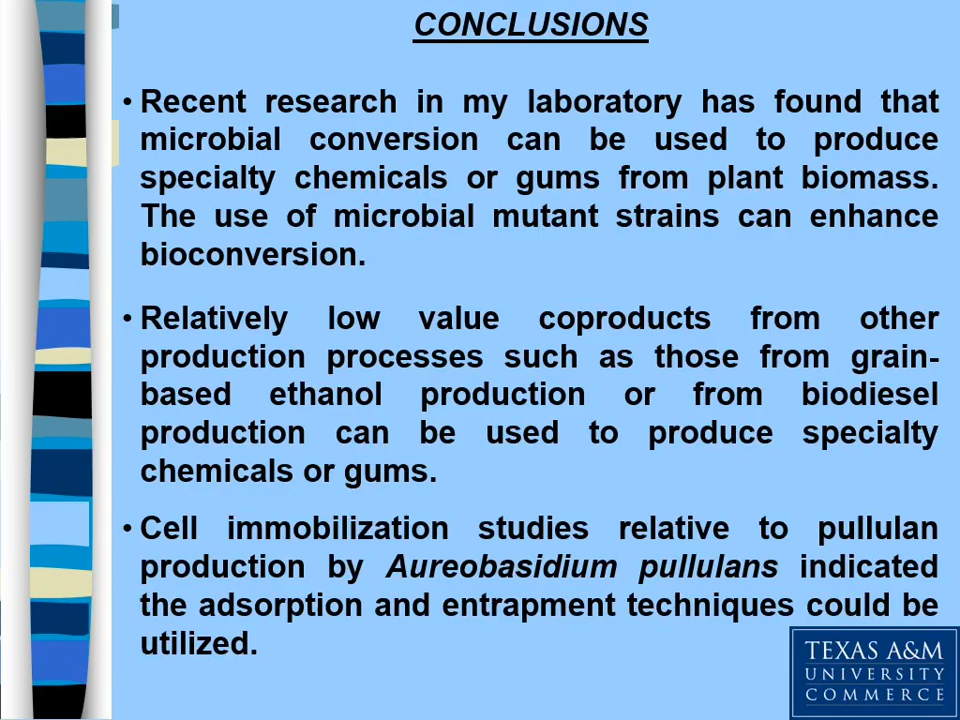 CONCLUSIONS
• Recent research in my laboratory has found that
microbial conversion can be used to produce
specialty chemicals or gums from plant biomass.
The use of microbial mutant strains can enhance
bioconversion.
• Relatively low value coproducts from other
production processes such as those from grain-
based ethanol production or from biodiesel
production can be used to produce specialty
chemicals or gums.
• Cell immobilization studies relative to pullulan
production by Aureobasidium pullulans indicated
the adsorption and entrapment techniques could be
utilized.
TEXAS A&M
UNIVERSITY
COMMERCE